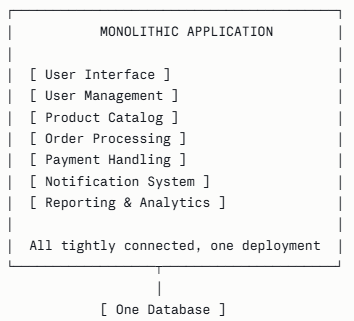 MONOLITHIC APPLICATION
[ User Interface ]
[ User Management ]
[ Product Catalog ]
[ Order Processing ]
[ Payment Handling ]
[ Notification System ]
[ Reporting & Analytics ]
All tightly connected, one deployment
[ One Database ]